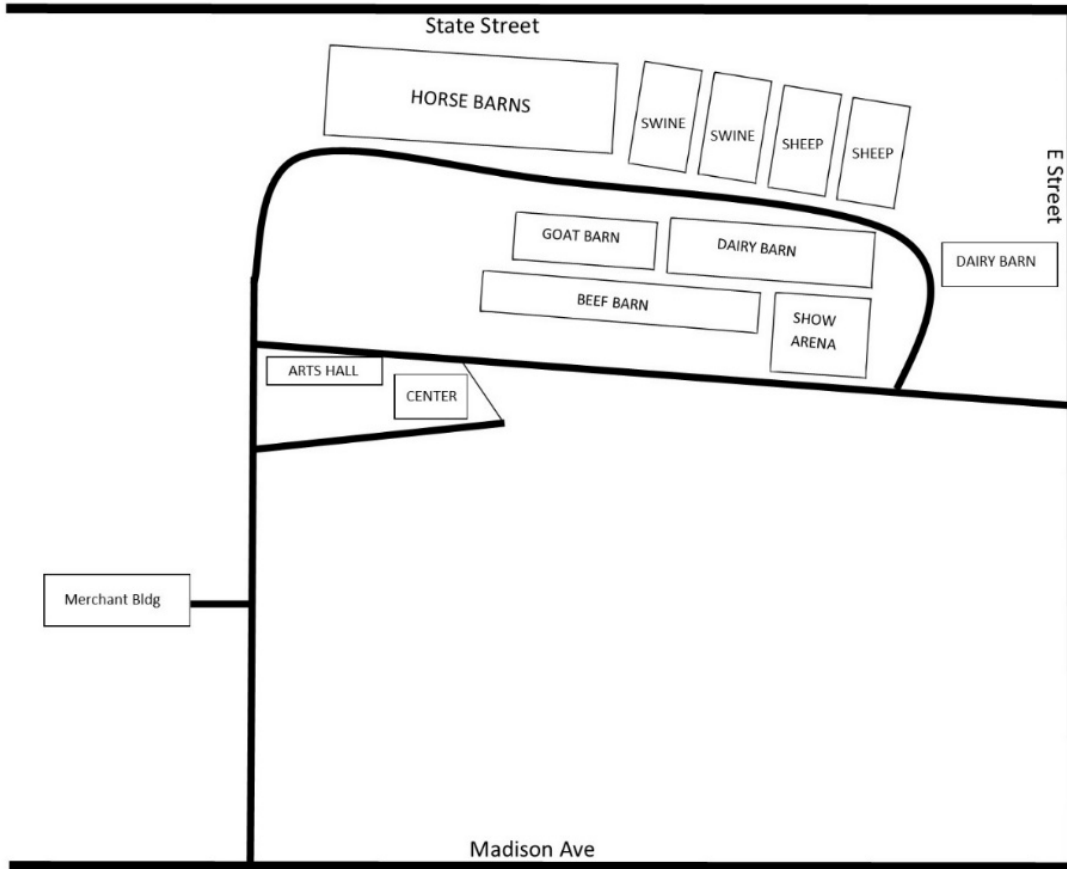 State Street
HORSE BARNS
SWINE
SWINE
SHEEP
SHEEP
E Street
GOAT BARN
DAIRY BARN
DAIRY BARN
BEEF BARN
SHOW
ARENA
ARTS HALL
CENTER
Merchant Bldg
Madison Ave